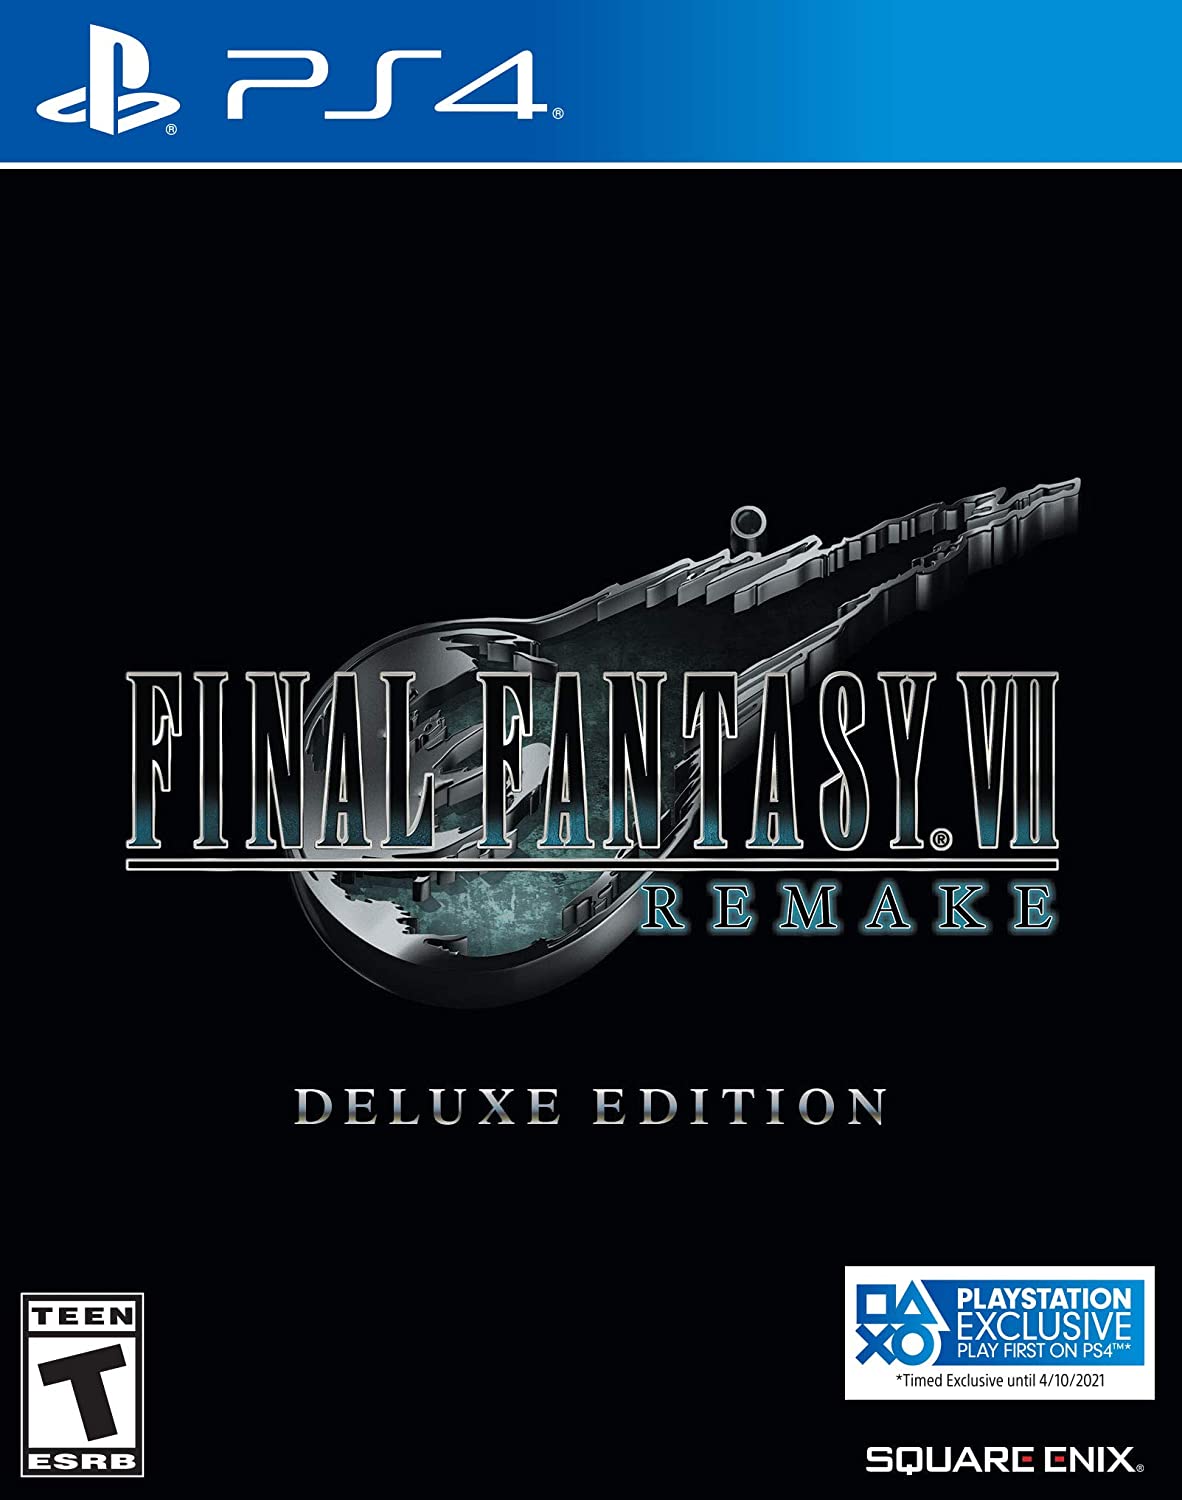 PS4®
FINAL FANTASY® VII
REMAKE
DELUXE EDITION
TEEN
T
ESRB
PLAYSTATION
EXCLUSIVE
PLAY FIRST ON PS4™*
*Timed Exclusive until 4/10/2021
SQUARE ENIX®